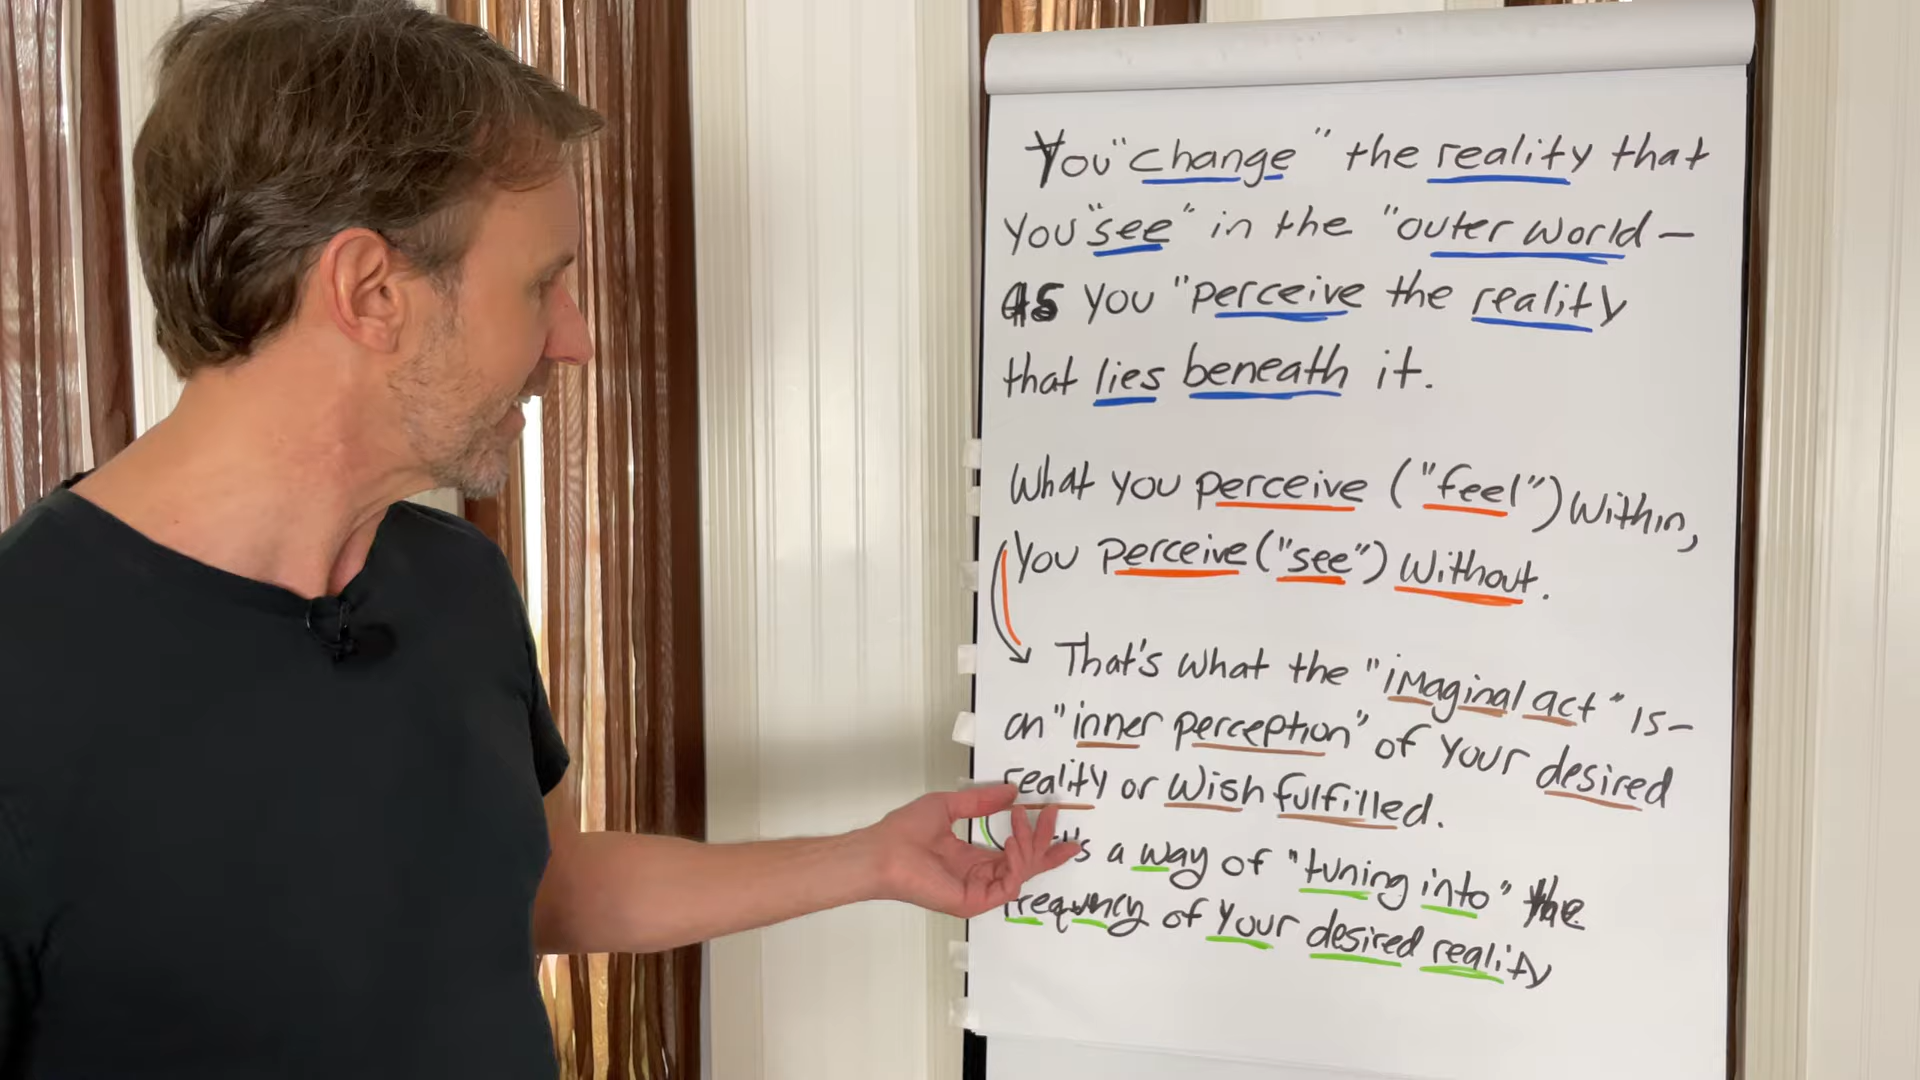 You "change" the reality that
you "see" in the "outer world —
as you "perceive the reality
that lies beneath it.
What you perceive ("feel") within,
you perceive ("see") without.
That's what the "imaginal act" is –
an "inner perception" of your desired
reality or wish fulfilled.
a way of "tuning into" the
frequency of your desired reality